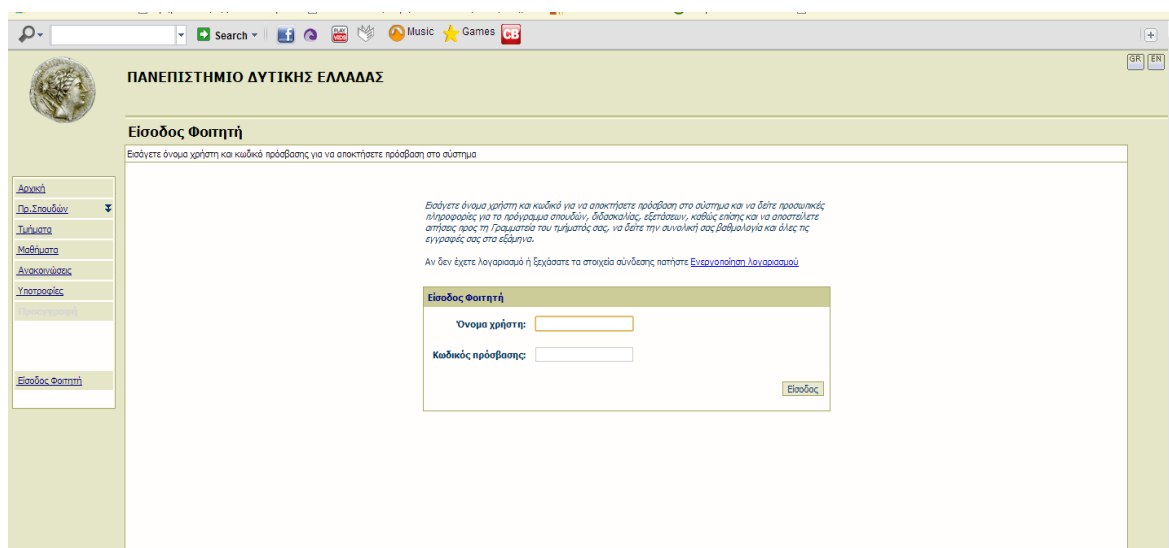 Search
Music
Games
CB
PLAY VIDS
GR EN
ΠΑΝΕΠΙΣΤΗΜΙΟ ΔΥΤΙΚΗΣ ΕΛΛΑΔΑΣ
Είσοδος Φοιτητή
Εισάγετε όνομα χρήστη και κωδικό πρόσβασης για να αποκτήσετε πρόσβαση στο σύστημα
Αρχική
Πρ.Σπουδών
Τμήματα
Μαθήματα
Ανακοινώσεις
Υποτροφίες
Προεγγραφή
Είσοδος Φοιτητή
Εισάγετε όνομα χρήστη και κωδικό για να αποκτήσετε πρόσβαση στο σύστημα και να δείτε προσωπικές
πληροφορίες για το πρόγραμμα σπουδών, διδασκαλίας, εξετάσεων, καθώς επίσης και να αποστείλετε
αιτήσεις προς τη Γραμματεία του τμήματός σας, να δείτε την συνολική σας βαθμολογία και όλες τις
εγγραφές σας στα εξάμηνα.
Αν δεν έχετε λογαριασμό ή ξεχάσατε τα στοιχεία σύνδεσης πατήστε Ενεργοποίηση λογαριασμού
Είσοδος Φοιτητή
Όνομα χρήστη:
Κωδικός πρόσβασης:
Είσοδος